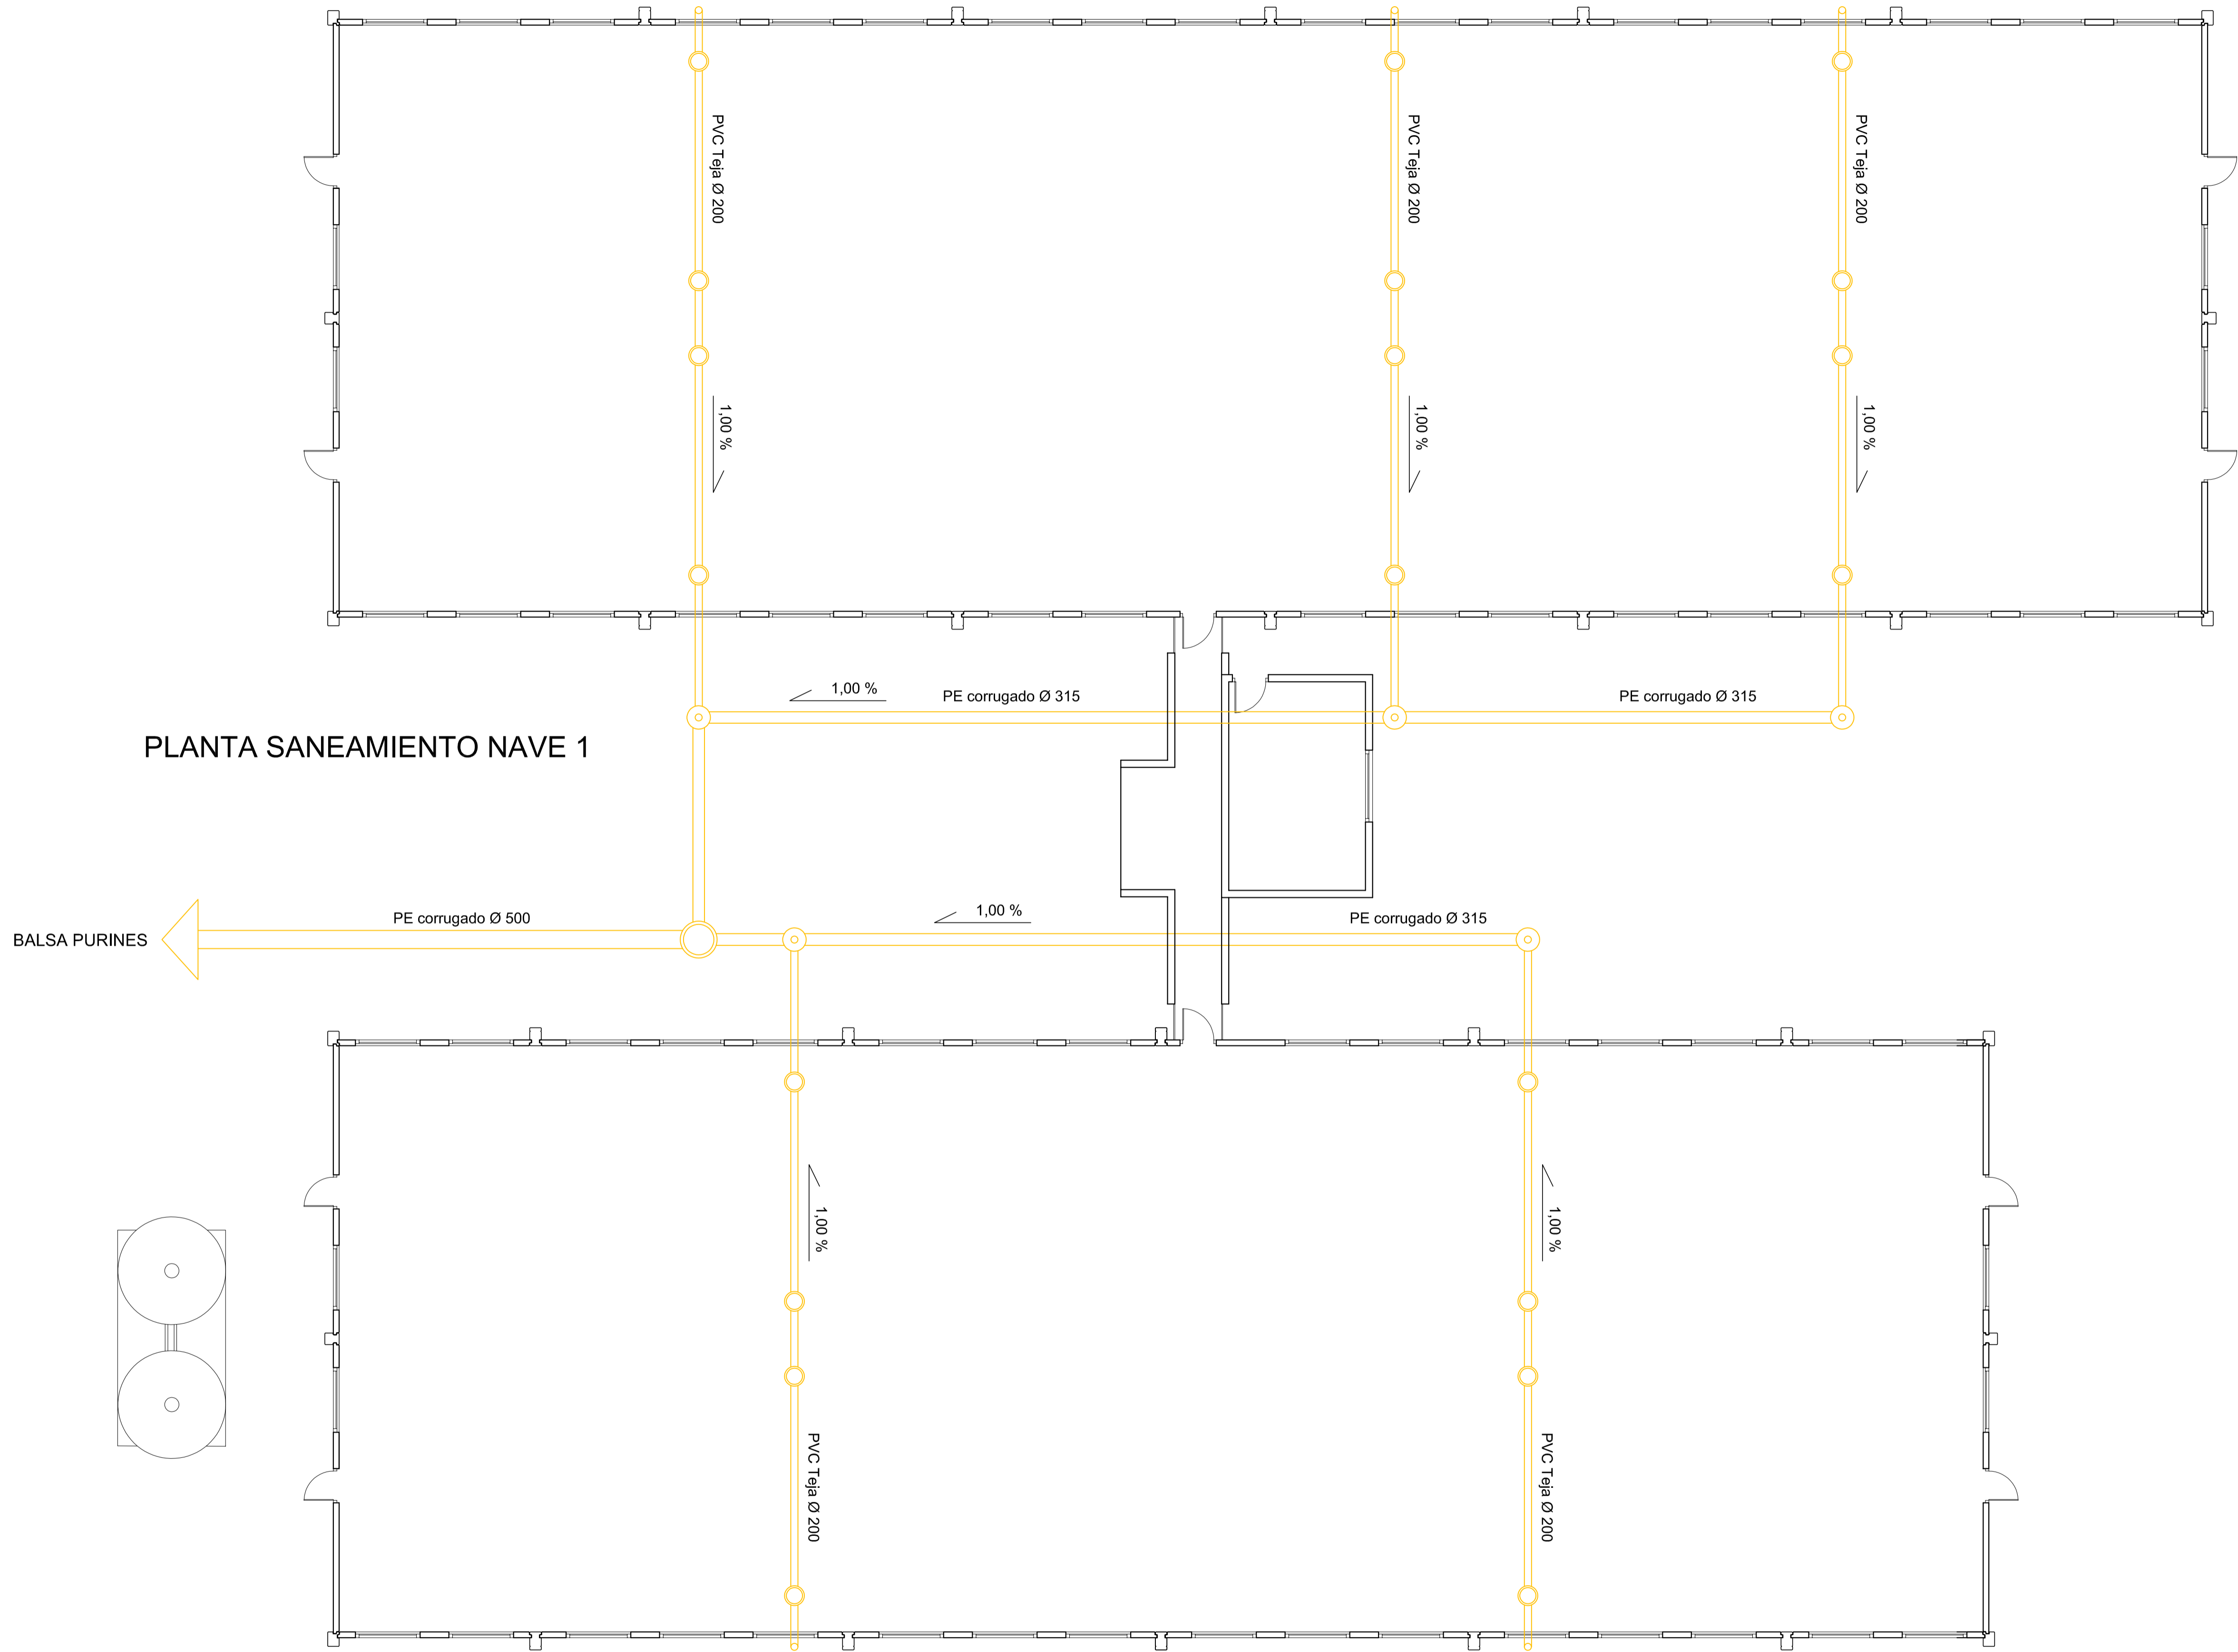 PVC Teja Ø 200
PVC Teja Ø 200
PVC Teja Ø 200
1,00 %
1,00 %
1,00 %
1,00 %
PE corrugado Ø 315
PE corrugado Ø 315
PLANTA SANEAMIENTO NAVE 1
PE corrugado Ø 500
1,00 %
PE corrugado Ø 315
BALSA PURINES
1,00 %
1,00 %
PVC Teja Ø 200
PVC Teja Ø 200